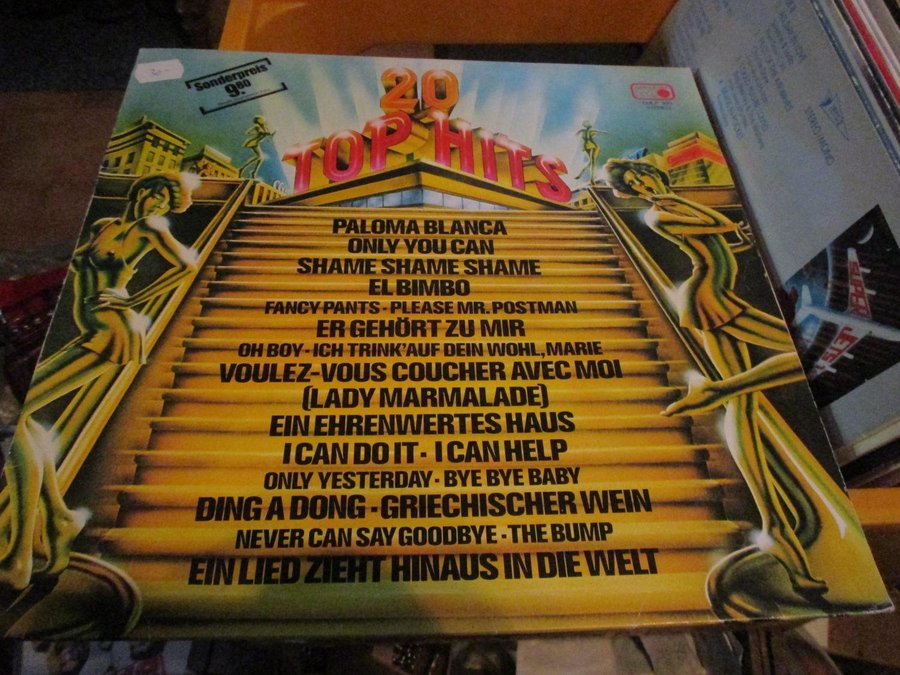 Sonderpreis
9.80
20
TOP HITS
PALOMA BLANCA
ONLY YOU CAN
SHAME SHAME SHAME
EL BIMBO
FANCY PANTS · PLEASE MR. POSTMAN
ER GEHÖRT ZU MIR
OH BOY · ICH TRINK' AUF DEIN WOHL, MARIE
VOULEZ-VOUS COUCHER AVEC MOI
(LADY MARMALADE)
EIN EHRENWERTES HAUS
I CAN DO IT · I CAN HELP
ONLY YESTERDAY · BYE BYE BABY
DING A DONG · GRIECHISCHER WEIN
NEVER CAN SAY GOODBYE · THE BUMP
EIN LIED ZIEHT HINAUS IN DIE WELT